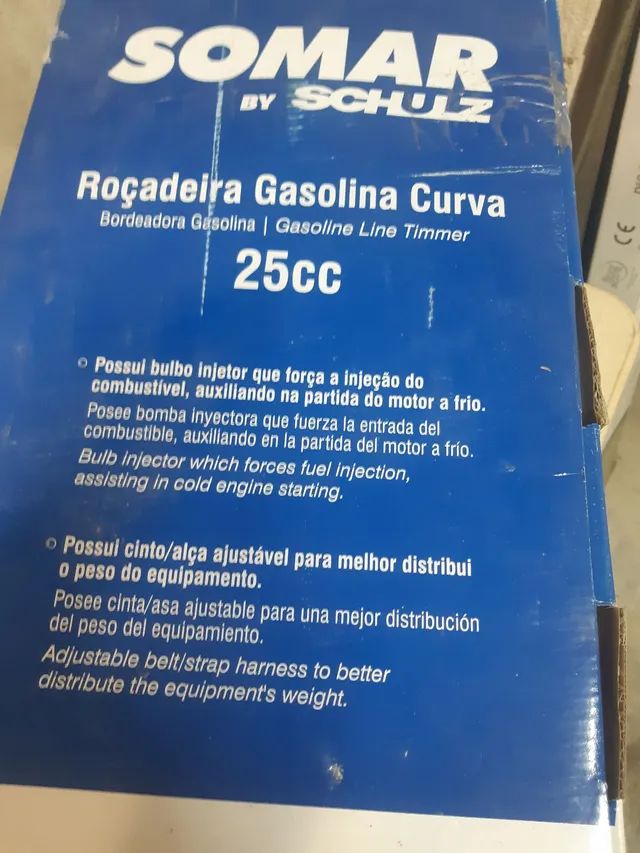 SOMAR
BY SCHULZ
Roçadeira Gasolina Curva
Bordeadora Gasolina | Gasoline Line Timmer
25cc
Possui bulbo injetor que força a injeção do
combustível, auxiliando na partida do motor a frio.
Posee bomba inyectora que fuerza la entrada del
combustible, auxiliando en la partida del motor a frío.
Bulb injector which forces fuel injection,
assisting in cold engine starting.
Possui cinto/alça ajustável para melhor distribui
o peso do equipamento.
Posee cinta/asa ajustable para una mejor distribución
del peso del equipamiento.
Adjustable belt/strap harness to better
distribute the equipment's weight.
CE